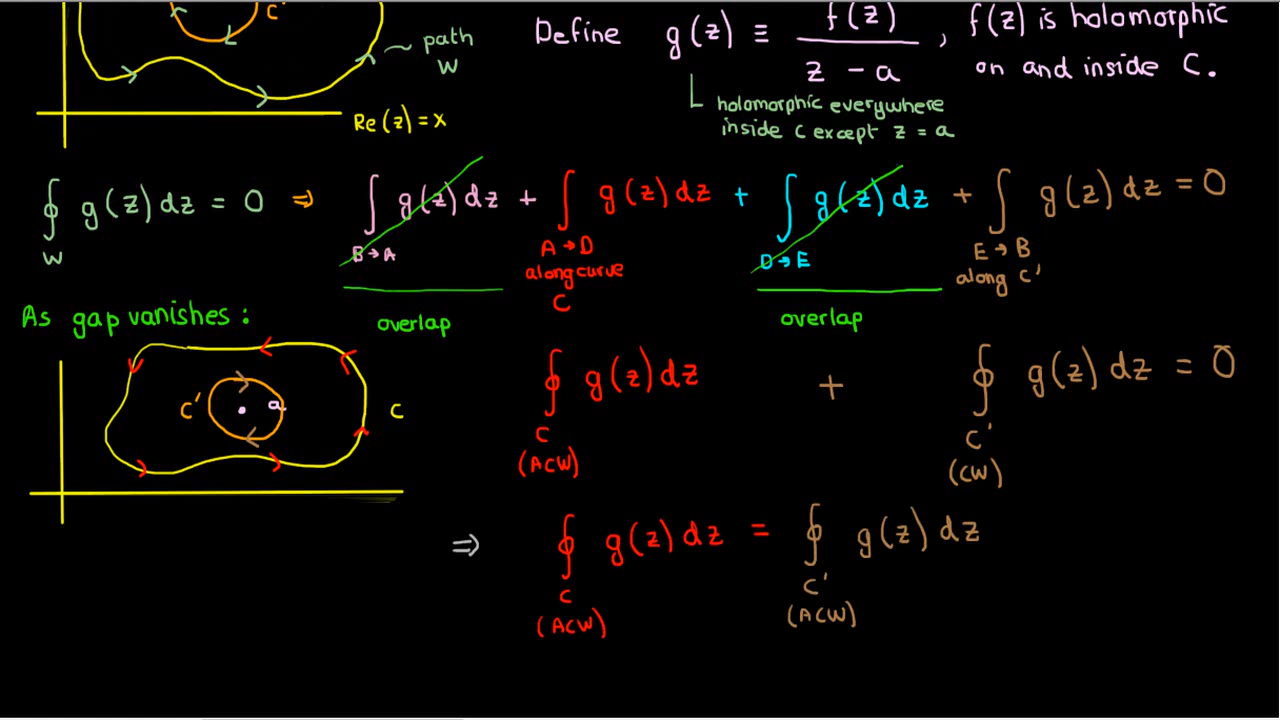 C'
path
W
Re(z) = x
Define g(z) ≡ f(z) / (z - a) , f(z) is holomorphic
on and inside C.
holomorphic everywhere
inside C except z = a
∮ g(z) dz = 0 ⇒ ∫ g(z) dz + ∫ g(z) dz + ∫ g(z) dz + ∫ g(z) dz = 0
W B→A A→D D→E E→B
along curve along C'
C
overlap overlap
As gap vanishes :
C' a C
∮ g(z) dz + ∮ g(z) dz = 0
C C'
(ACW) (CW)
⇒ ∮ g(z) dz = ∮ g(z) dz
C C'
(ACW) (ACW)